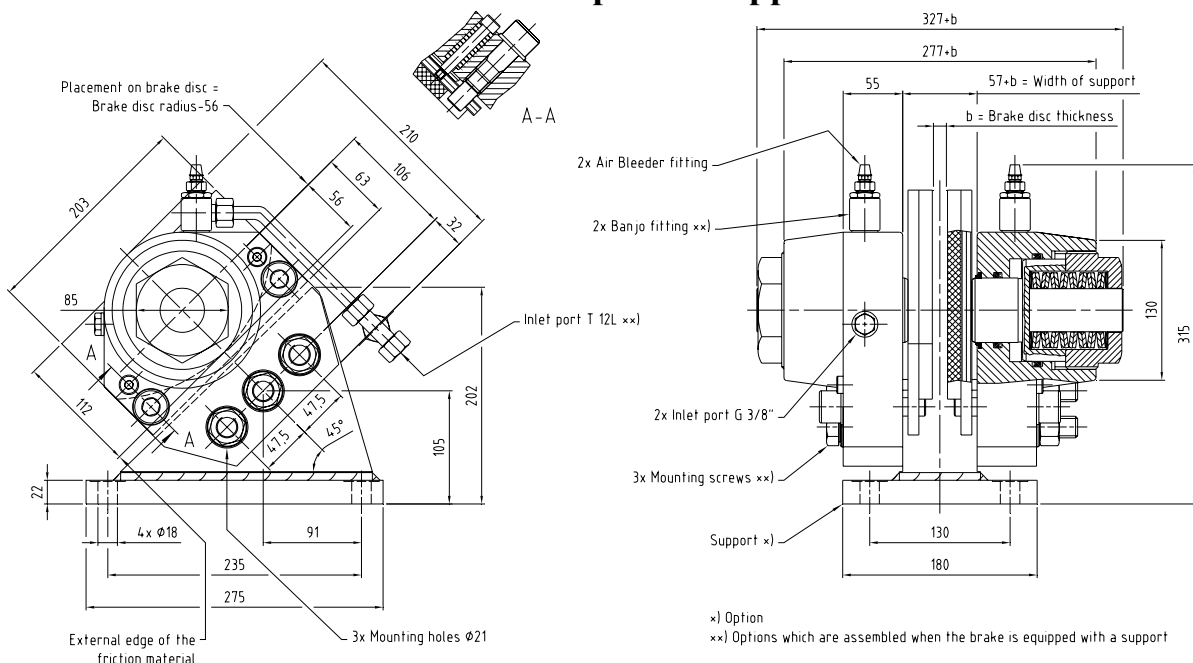 327+b
277+b
55
57+b = Width of support
b = Brake disc thickness
Placement on brake disc =
Brake disc radius-56
A-A
210
106
63
56
32
203
85
A
A
112
Inlet port T 12L ××)
202
105
47,5
47,5
45°
22
4x Ø18
91
235
275
External edge of the
friction material
3x Mounting holes Ø21
2x Air Bleeder fitting
2x Banjo fitting ××)
2x Inlet port G 3/8"
3x Mounting screws ××)
Support ×)
130
315
130
180
×) Option
××) Options which are assembled when the brake is equipped with a support